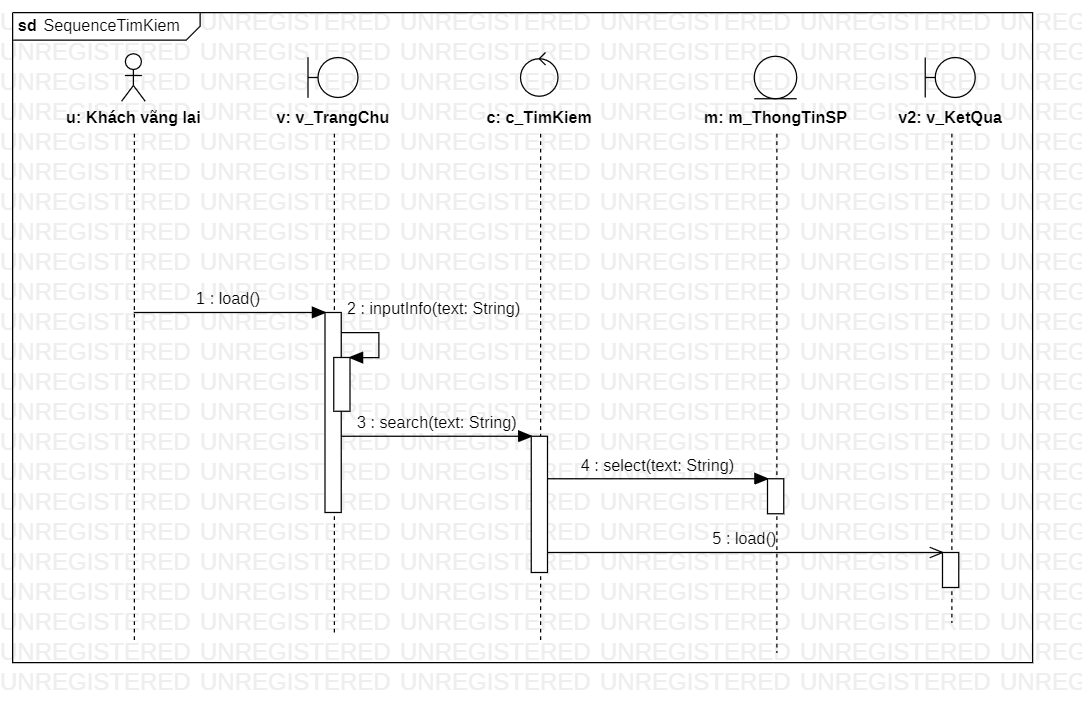 sd SequenceTimKiem
u: Khách vãng lai
v: v_TrangChu
c: c_TimKiem
m: m_ThongTinSP
v2: v_KetQua
1 : load()
2 : inputInfo(text: String)
3 : search(text: String)
4 : select(text: String)
5 : load()
UNREGISTERED